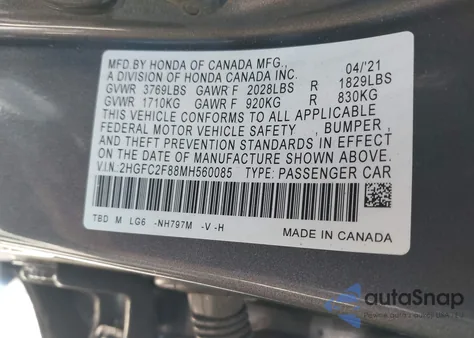 MFD.BY HONDA OF CANADA MFG.,
A DIVISION OF HONDA CANADA INC. 04/'21
GVWR 3769LBS GAWR F 2028LBS R 1829LBS
GVWR 1710KG GAWR F 920KG R 830KG
THIS VEHICLE CONFORMS TO ALL APPLICABLE
FEDERAL MOTOR VEHICLE SAFETY , BUMPER ,
AND THEFT PREVENTION STANDARDS IN EFFECT
ON THE DATE OF MANUFACTURE SHOWN ABOVE.
V.I.N.:2HGFC2F88MH560085 TYPE:PASSENGER CAR
TBD M LG6 -NH797M -V -H
MADE IN CANADA
autoSnap